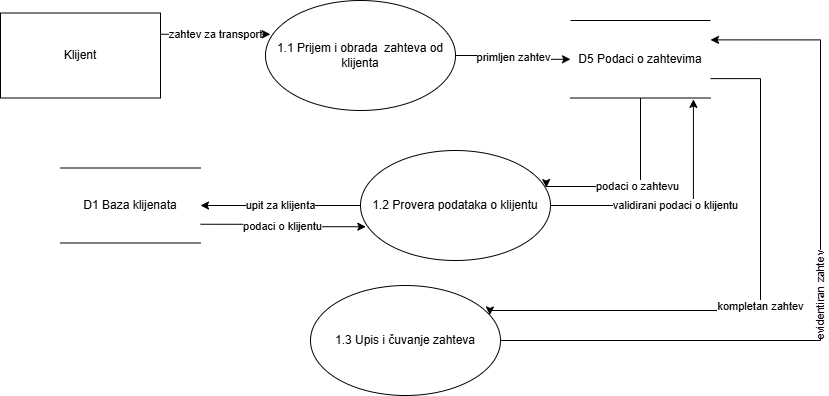 Klijent
zahtev za transport
1.1 Prijem i obrada zahteva od
klijenta
primljen zahtev
D5 Podaci o zahtevima
D1 Baza klijenata
upit za klijenta
podaci o klijentu
1.2 Provera podataka o klijentu
podaci o zahtevu
validirani podaci o klijentu
1.3 Upis i čuvanje zahteva
kompletan zahtev
evidentiran zahtev